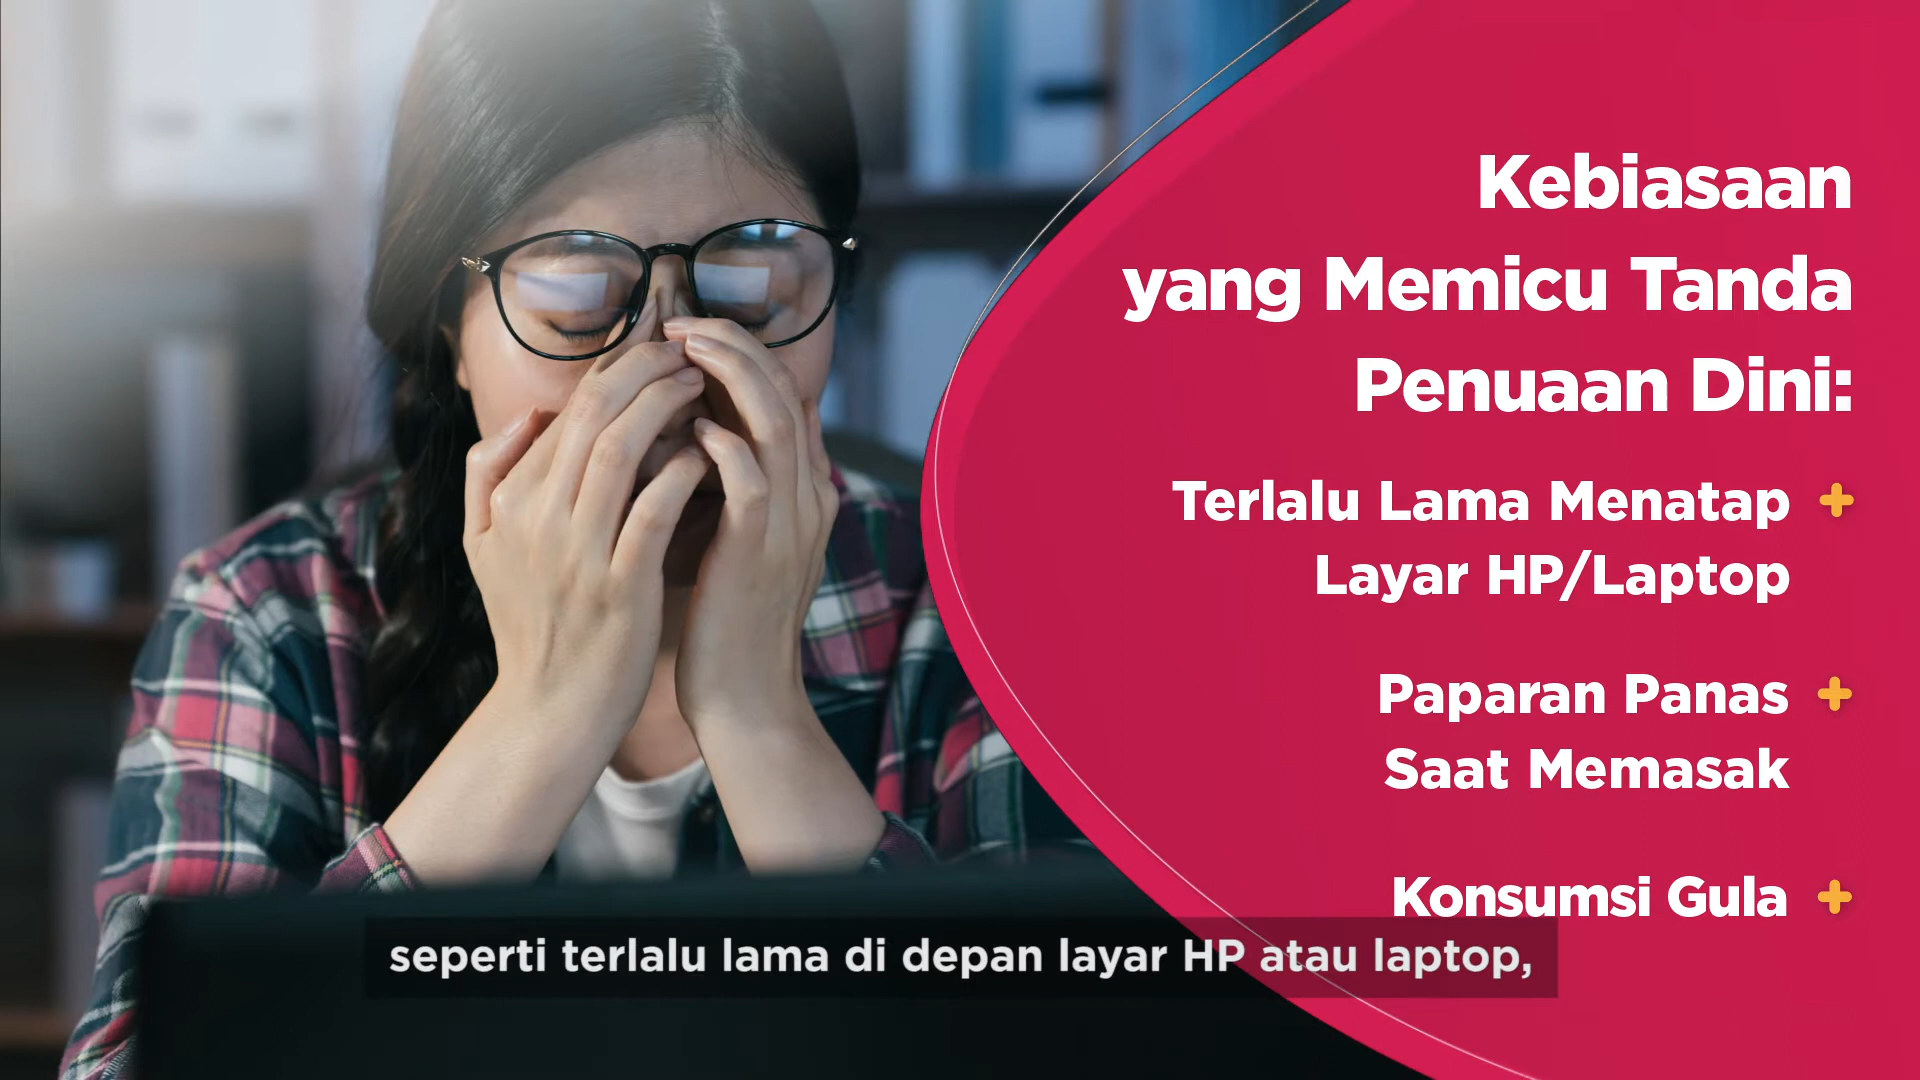 Kebiasaan
yang Memicu Tanda
Penuaan Dini:
Terlalu Lama Menatap
Layar HP/Laptop
Paparan Panas
Saat Memasak
Konsumsi Gula
seperti terlalu lama di depan layar HP atau laptop,